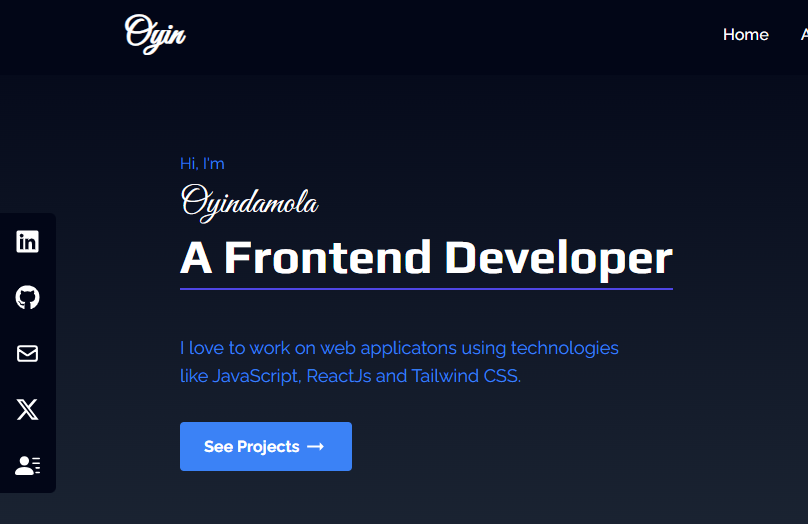 Oyin
Home A
Hi, I'm
Oyindamola
A Frontend Developer
I love to work on web applicatons using technologies
like JavaScript, ReactJs and Tailwind CSS.
See Projects →